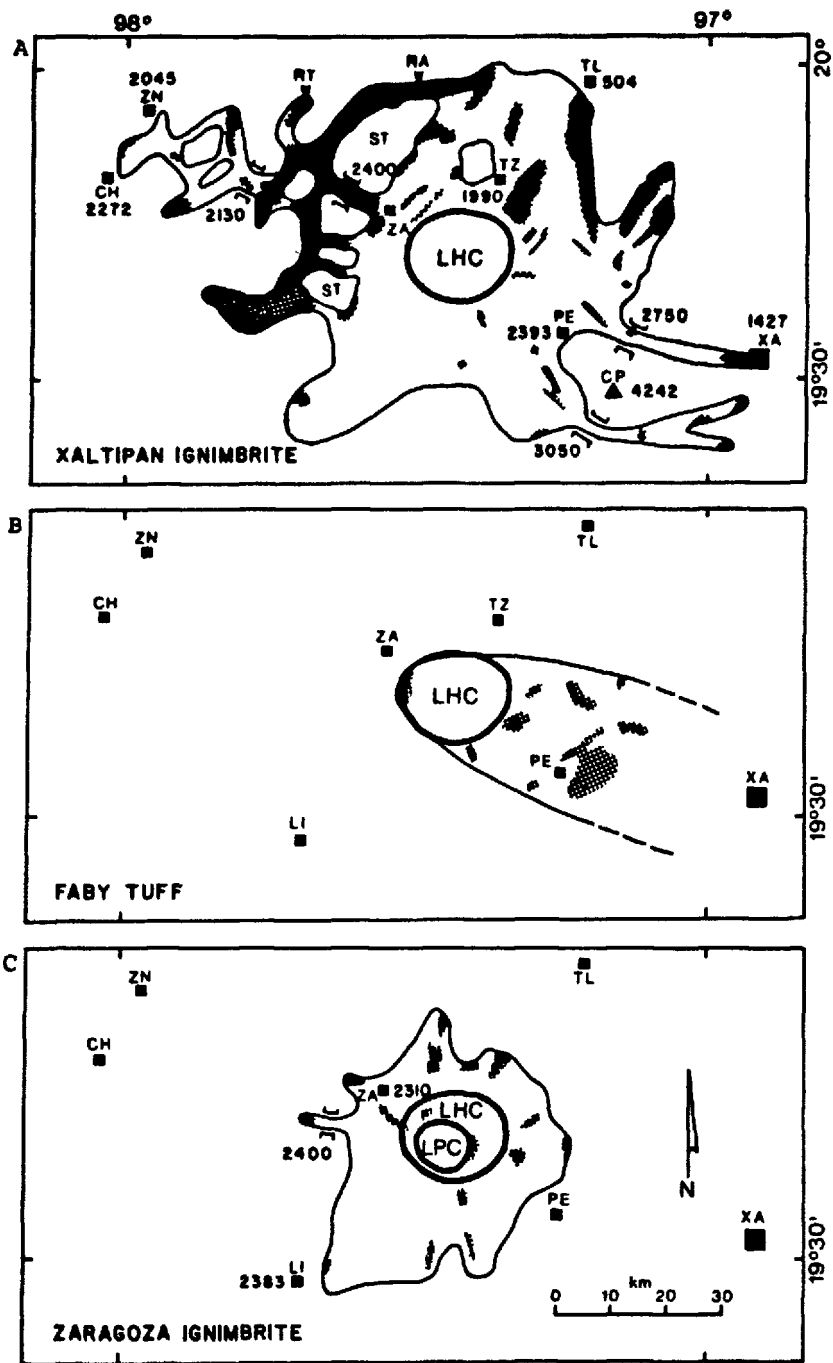 98°
97°
A
20°
2045
ZN
RT
RA
TL
504
ST
2400
TZ
1990
CH
2272
2130
ZA
LHC
ST
PE
2393
2750
1427
XA
CP
4242
19°30'
3050
XALTIPAN IGNIMBRITE
B
ZN
TL
CH
TZ
ZA
LHC
PE
XA
LI
19°30'
FABY TUFF
C
ZN
TL
CH
ZA
2310
LHC
LPC
2400
PE
N
XA
LI
2383
km
0 10 20 30
19°30'
ZARAGOZA IGNIMBRITE